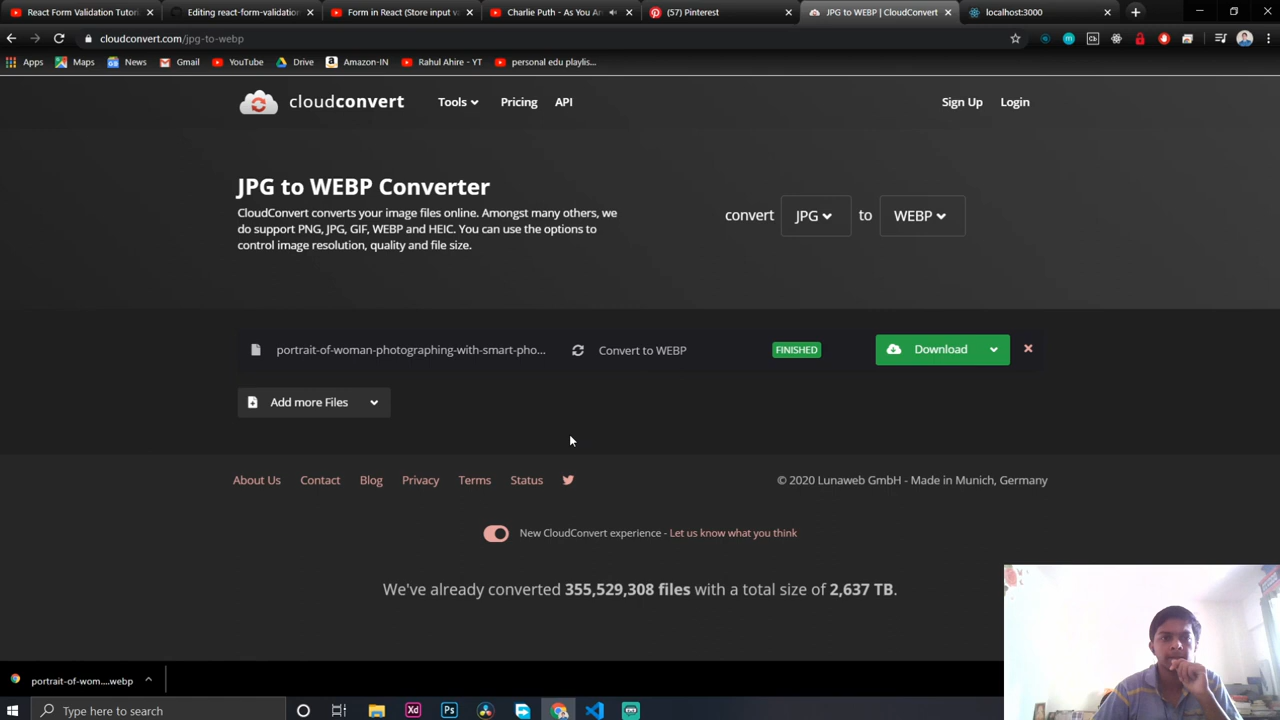 React Form Validation Tutori
Editing react-form-validation
Form in React (Store input v
Charlie Puth - As You An
(57) Pinterest
JPG to WEBP | CloudConvert
localhost:3000
cloudconvert.com/jpg-to-webp
Apps
Maps
News
Gmail
YouTube
Drive
Amazon-IN
Rahul Ahire - YT
personal edu playlis...
cloudconvert
Tools
Pricing
API
Sign Up
Login
JPG to WEBP Converter
CloudConvert converts your image files online. Amongst many others, we
do support PNG, JPG, GIF, WEBP and HEIC. You can use the options to
control image resolution, quality and file size.
convert JPG to WEBP
portrait-of-woman-photographing-with-smart-pho...
Convert to WEBP
FINISHED
Download
Add more Files
About Us
Contact
Blog
Privacy
Terms
Status
© 2020 Lunaweb GmbH - Made in Munich, Germany
New CloudConvert experience - Let us know what you think
We've already converted 355,529,308 files with a total size of 2,637 TB.
portrait-of-wom....webp
Type here to search
Xd
Ps